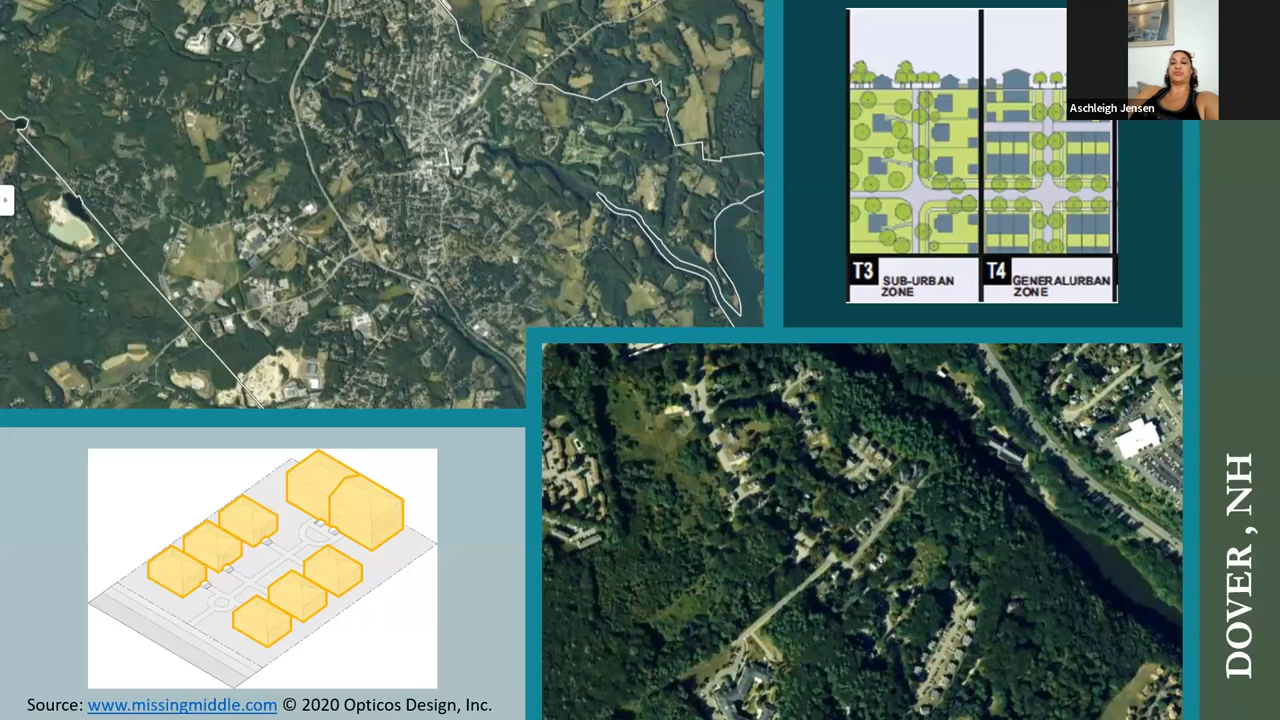 Aschleigh Jensen
T3 SUB-URBAN
ZONE
T4 GENERALURBAN
ZONE
DOVER , NH
Source: www.missingmiddle.com © 2020 Opticos Design, Inc.